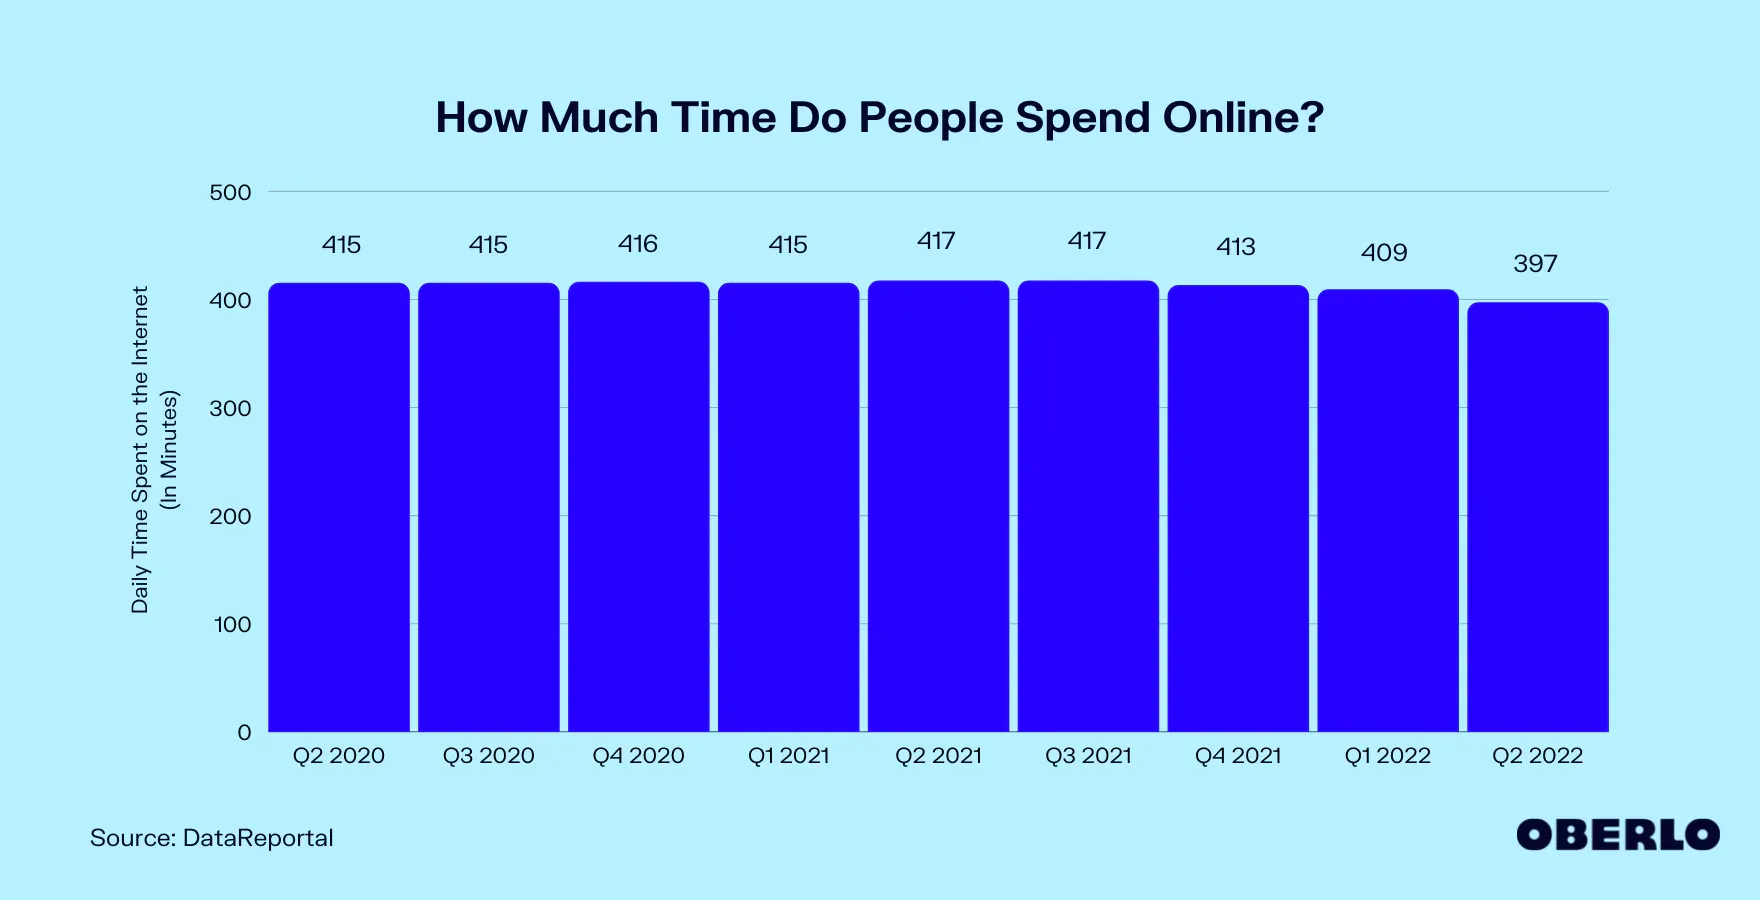 How Much Time Do People Spend Online?
Daily Time Spent on the Internet
(In Minutes)
500
400
300
200
100
0
415
415
416
415
417
417
413
409
397
Q2 2020
Q3 2020
Q4 2020
Q1 2021
Q2 2021
Q3 2021
Q4 2021
Q1 2022
Q2 2022
Source: DataReportal
OBERLO